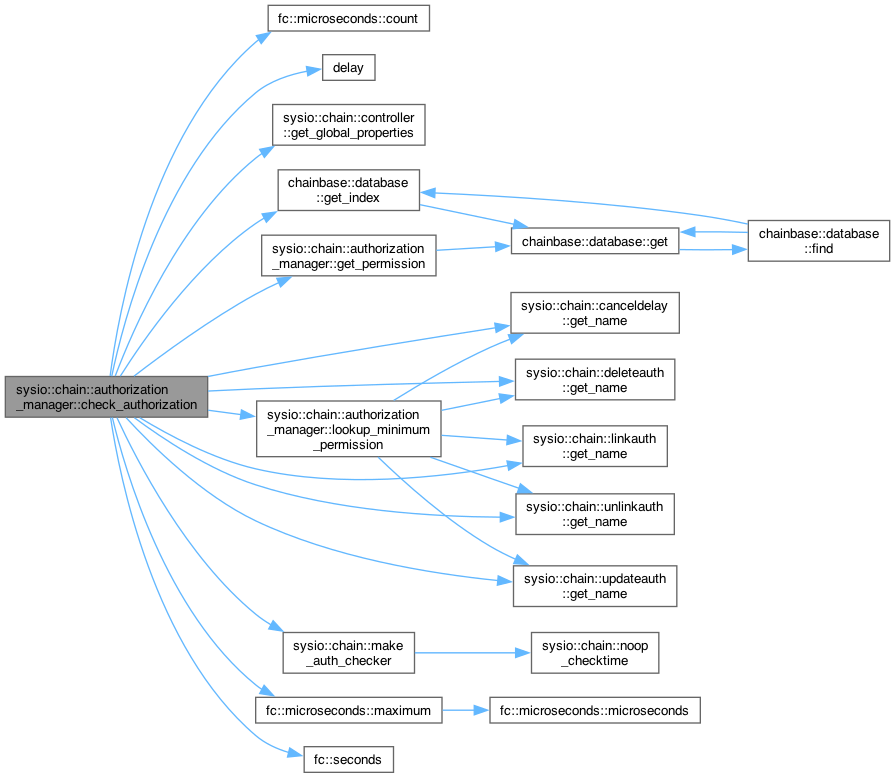 fc::microseconds::count
delay
sysio::chain::controller
::get_global_properties
chainbase::database
::get_index
sysio::chain::authorization
_manager::get_permission
chainbase::database::get
chainbase::database
::find
sysio::chain::canceldelay
::get_name
sysio::chain::deleteauth
::get_name
sysio::chain::authorization
_manager::check_authorization
sysio::chain::authorization
_manager::lookup_minimum
_permission
sysio::chain::linkauth
::get_name
sysio::chain::unlinkauth
::get_name
sysio::chain::updateauth
::get_name
sysio::chain::make
_auth_checker
sysio::chain::noop
_checktime
fc::microseconds::maximum
fc::microseconds::microseconds
fc::seconds